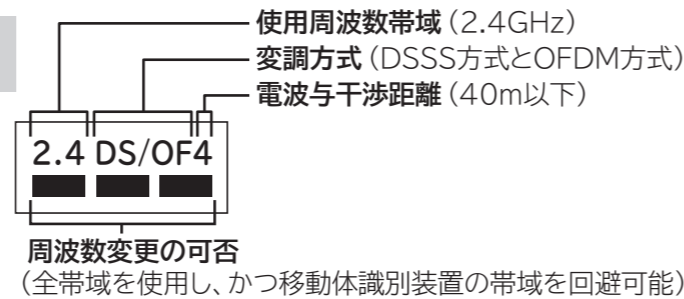 使用周波数帯域（2.4GHz）
変調方式（DSSS方式とOFDM方式）
電波与干渉距離（40m以下）
2.4 DS/OF4
周波数変更の可否
（全帯域を使用し、かつ移動体識別装置の帯域を回避可能）